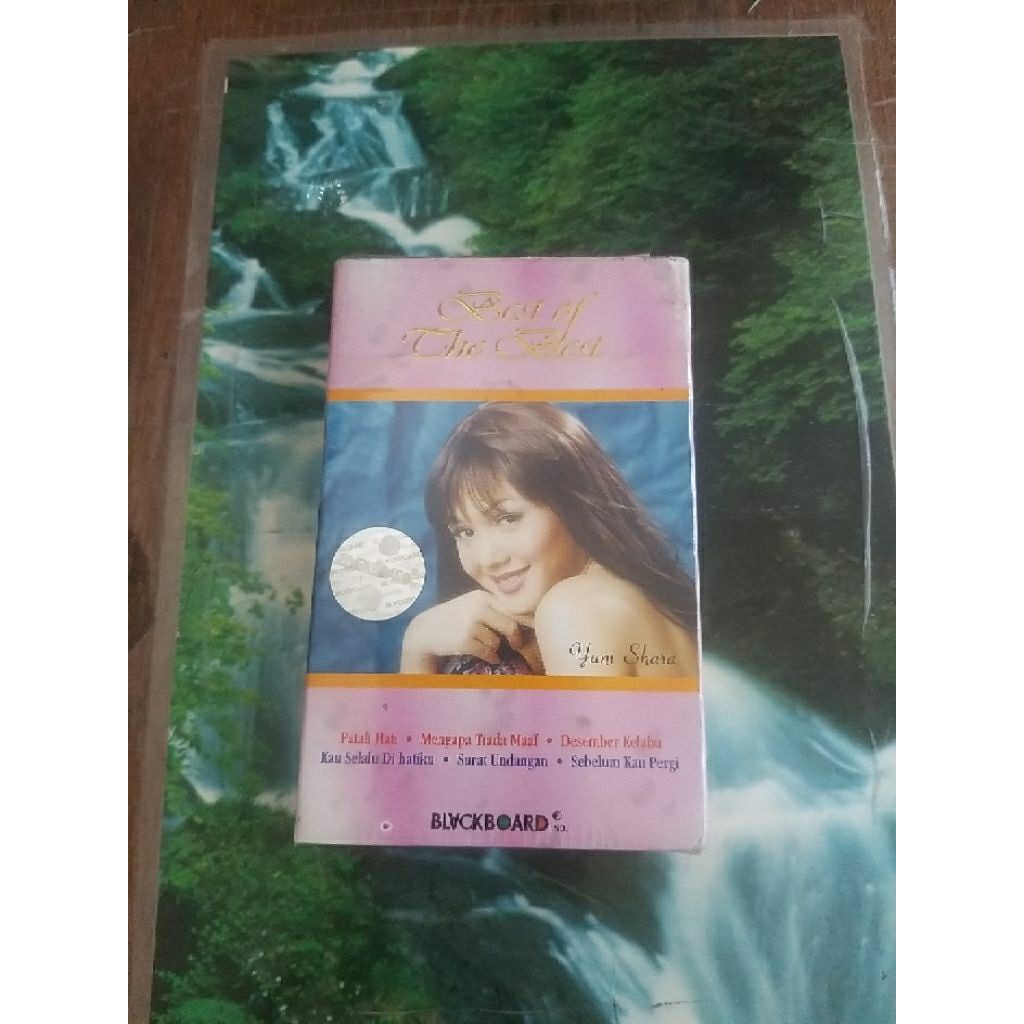 Best of
The Best
Yuni Shara
Patah Hati • Mengapa Tiada Maaf • Desember Kelabu
Kau Selalu Di hatiku • Surat Undangan • Sebelum Kau Pergi
BLACKBOARD